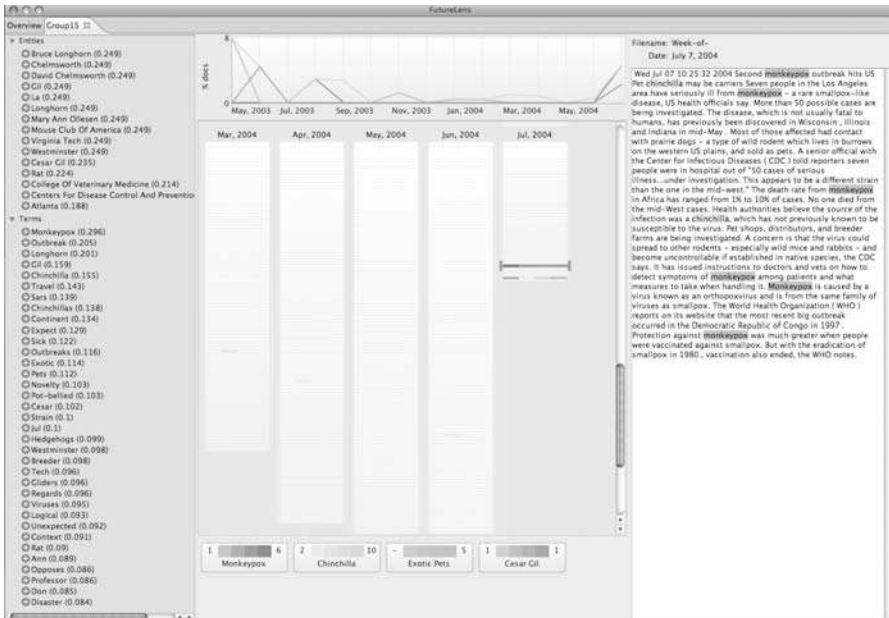 FutureLens
Overview
Group15
Entities
Bruce Longhorn (0.249)
Chelmsworth (0.249)
David Chelmsworth (0.249)
Gil (0.249)
La (0.249)
Longhorn (0.249)
Mary Ann Ollesen (0.249)
Mouse Club Of America (0.249)
Virginia Tech (0.249)
Westminster (0.249)
Cesar Gil (0.235)
Rat (0.224)
College Of Veterinary Medicine (0.214)
Centers For Disease Control And Preventio
Atlanta (0.188)
Terms
Monkeypox (0.296)
Outbreak (0.205)
Longhorn (0.201)
Gil (0.159)
Chinchilla (0.155)
Travel (0.143)
Sars (0.139)
Chinchillas (0.138)
Continent (0.134)
Expect (0.129)
Sick (0.122)
Outbreaks (0.116)
Exotic (0.114)
Pets (0.112)
Novelty (0.103)
Pot-bellied (0.103)
Cesar (0.102)
Strain (0.1)
Jul (0.1)
Hedgehogs (0.099)
Westminster (0.098)
Breeder (0.098)
Tech (0.096)
Gliders (0.096)
Regards (0.096)
Viruses (0.095)
Logical (0.093)
Unexpected (0.092)
Context (0.091)
Rat (0.09)
Ann (0.089)
Opposes (0.086)
Professor (0.086)
Don (0.085)
Disaster (0.084)
8
% docs
0
May, 2003 Jul, 2003 Sep, 2003 Nov, 2003 Jan, 2004 Mar, 2004 May, 2004
Mar, 2004 Apr, 2004 May, 2004 Jun, 2004 Jul, 2004
1 6 2 10 - 5 1 1
Monkeypox Chinchilla Exotic Pets Cesar Gil
Filename: Week-of-
Date: July 7, 2004
Wed Jul 07 10:25:32 2004 Second monkeypox outbreak hits US
Pet chinchilla may be carriers Seven people in the Los Angeles
area have seriously ill from monkeypox - a rare smallpox-like
disease, US health officials say. More than 50 possible cases are
being investigated. The disease, which is not usually fatal to
humans, has previously been discovered in Wisconsin , Illinois
and Indiana in mid-May . Most of those affected had contact
with prairie dogs - a type of wild rodent which lives in burrows
on the western US plains, and sold as pets. A senior official with
the Center for Infectious Diseases ( CDC ) told reporters seven
people were in hospital out of "50 cases of serious
illness...under investigation. This appears to be a different strain
than the one in the mid-west." The death rate from monkeypox
in Africa has ranged from 1% to 10% of cases. No one died from
the mid-West cases. Health authorities believe the source of the
infection was a chinchilla, which has not previously known to be
susceptible to the virus. Pet shops, distributors, and breeder
farms are being investigated. A concern is that the virus could
spread to other rodents - especially wild mice and rabbits - and
become uncontrollable if established in native species, the CDC
says. It has issued instructions to doctors and vets on how to
detect symptoms of monkeypox among patients and what
measures to take when handling it. Monkeypox is caused by a
virus known as an orthopoxvirus and is from the same family of
viruses as smallpox. The World Health Organization ( WHO )
reports on its website that the most recent big outbreak
occurred in the Democratic Republic of Congo in 1997 .
Protection against monkeypox was much greater when people
were vaccinated against smallpox. But with the eradication of
smallpox in 1980 , vaccination also ended, the WHO notes.